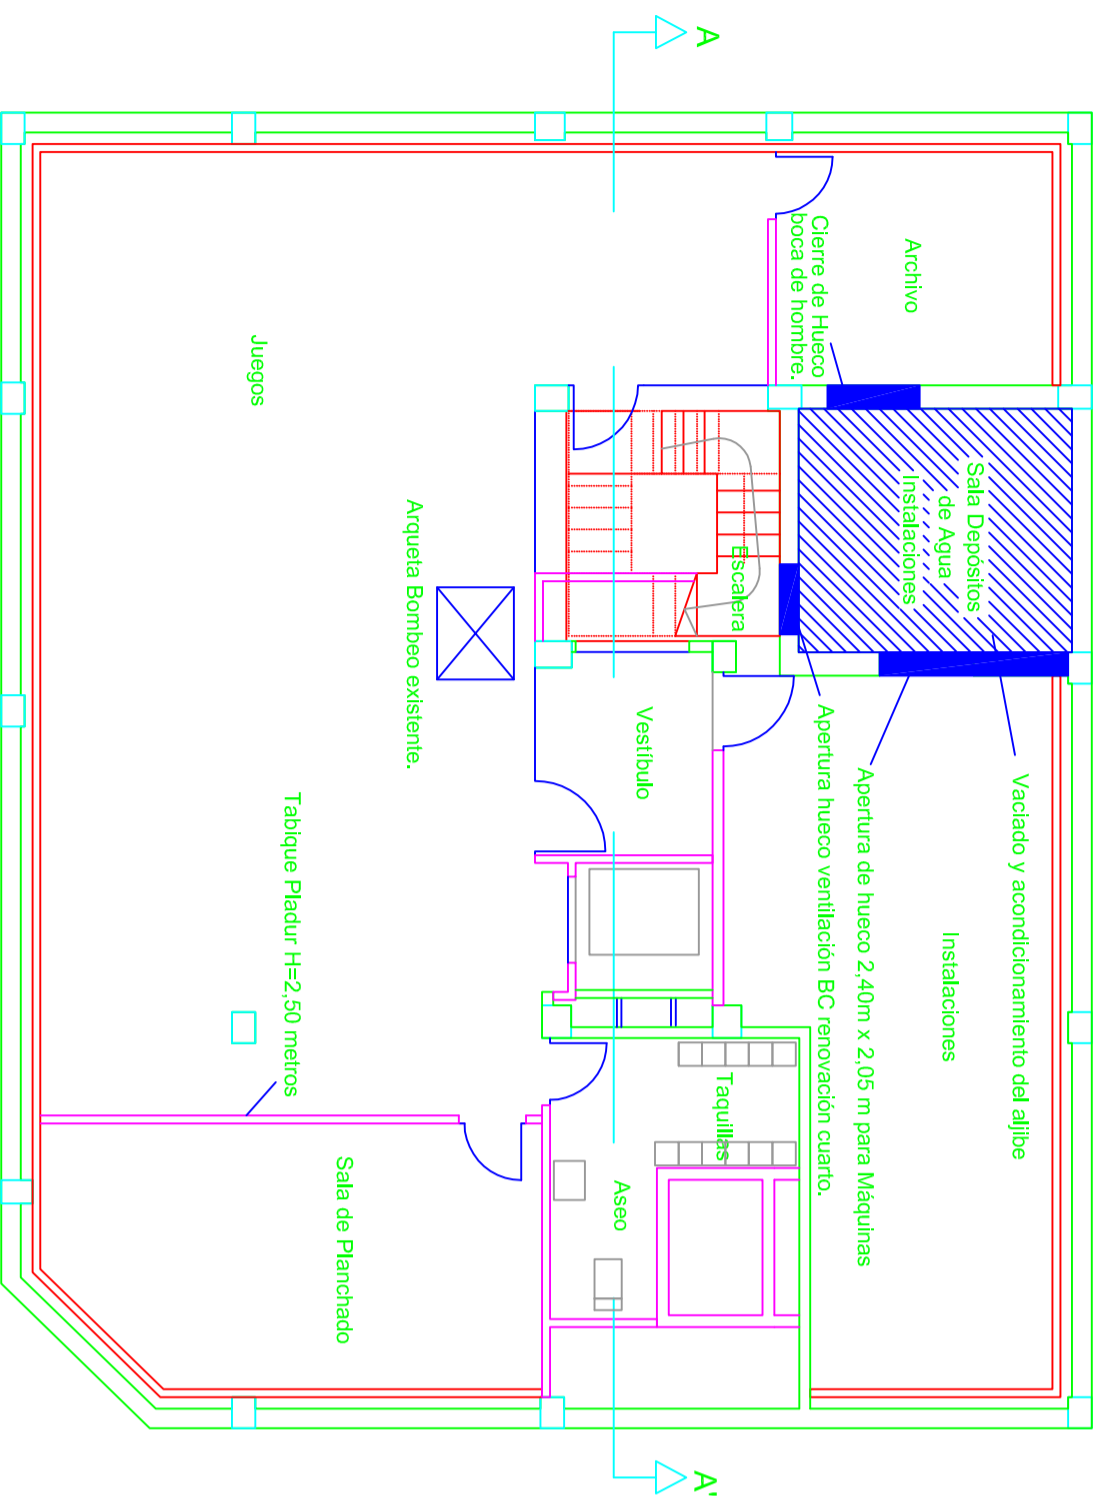 A
Archivo
Cierre de Hueco
boca de hombre.
Juegos
Sala Depósitos
de Agua
Instalaciones
Escalera
Arqueta Bombeo existente.
Vestíbulo
Vaciado y acondicionamiento del aljibe
Apertura de hueco 2,40m x 2,05 m para Máquinas
Apertura hueco ventilación BC renovación cuarto.
Instalaciones
Tabique Pladur H=2,50 metros
Taquillas
Aseo
Sala de Planchado
A'